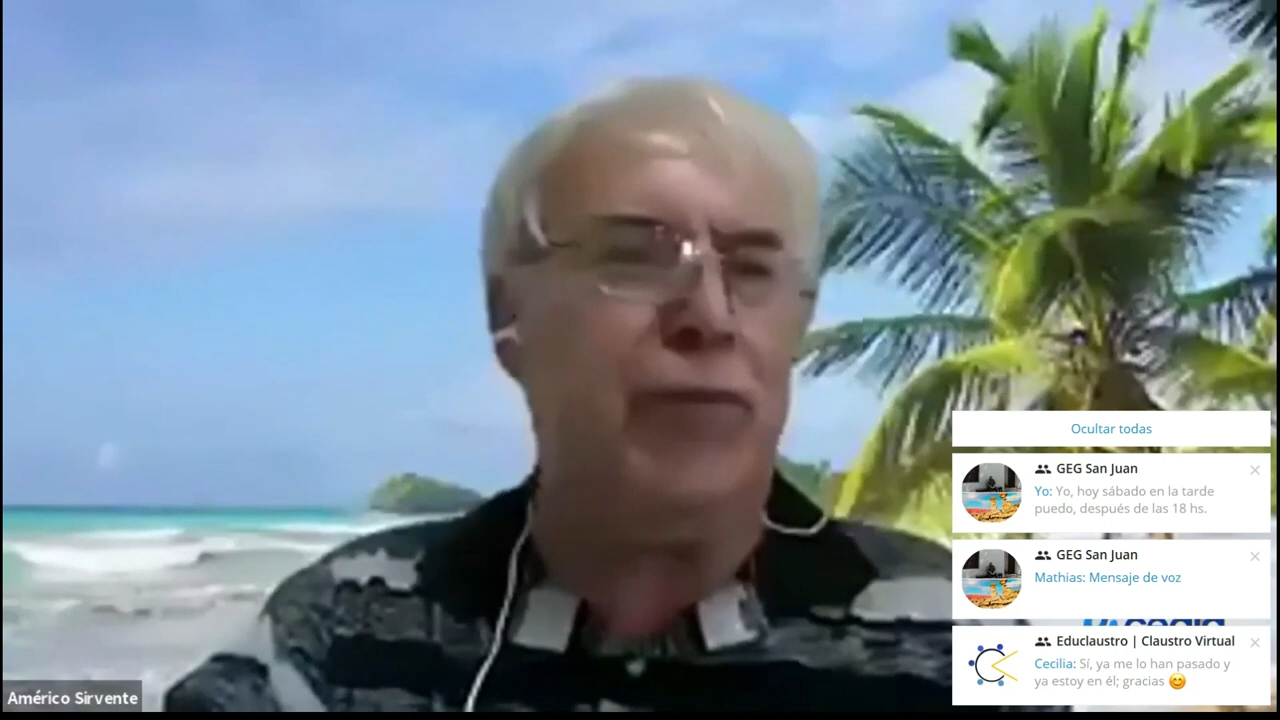 Ocultar todas
GEG San Juan
Yo: Yo, hoy sábado en la tarde
puedo, después de las 18 hs.
GEG San Juan
Mathias: Mensaje de voz
Educlaustro | Claustro Virtual
Cecilia: Sí, ya me lo han pasado y
ya estoy en él; gracias 😊
Américo Sirvente